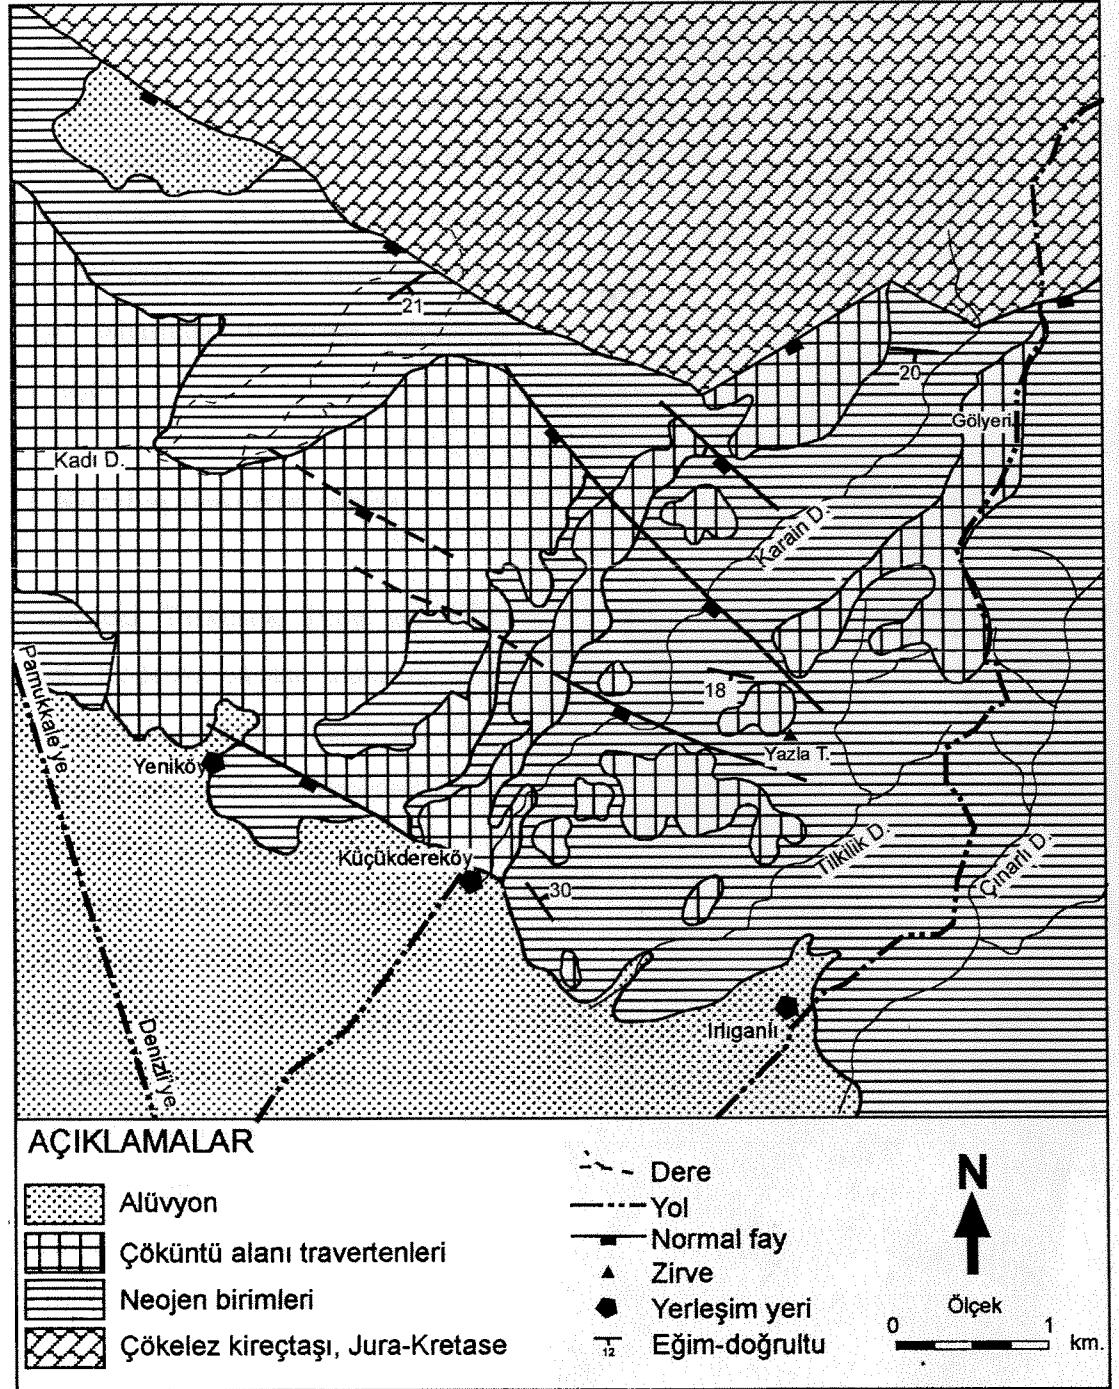 21
20
Gölyeri
Kadı D.
Karain D.
18
Yazla T.
Pamukkale'ye
Yeniköy
Küçükdereköy
Tilkilik D.
Çınarlı D.
30
Irlıganlı
Denizli'ye
AÇIKLAMALAR
Alüvyon
Çöküntü alanı travertenleri
Neojen birimleri
Çökelez kireçtaşı, Jura-Kretase
Dere
Yol
Normal fay
Zirve
Yerleşim yeri
12
Eğim-doğrultu
N
Ölçek
0 1 km.